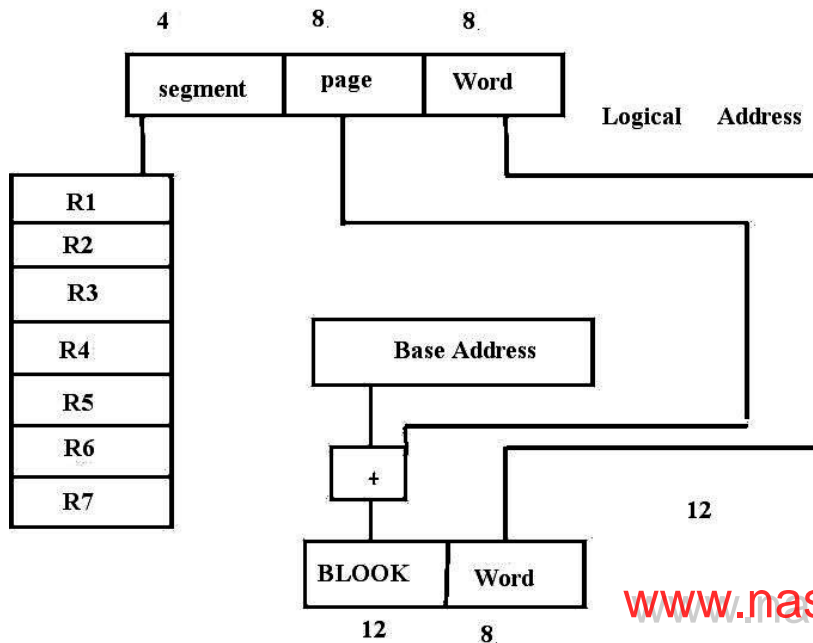 4 8. 8.
segment page Word
Logical Address
R1
R2
R3
R4
R5
R6
R7
Base Address
+
12
BLOOK Word
www.nas
12 8.